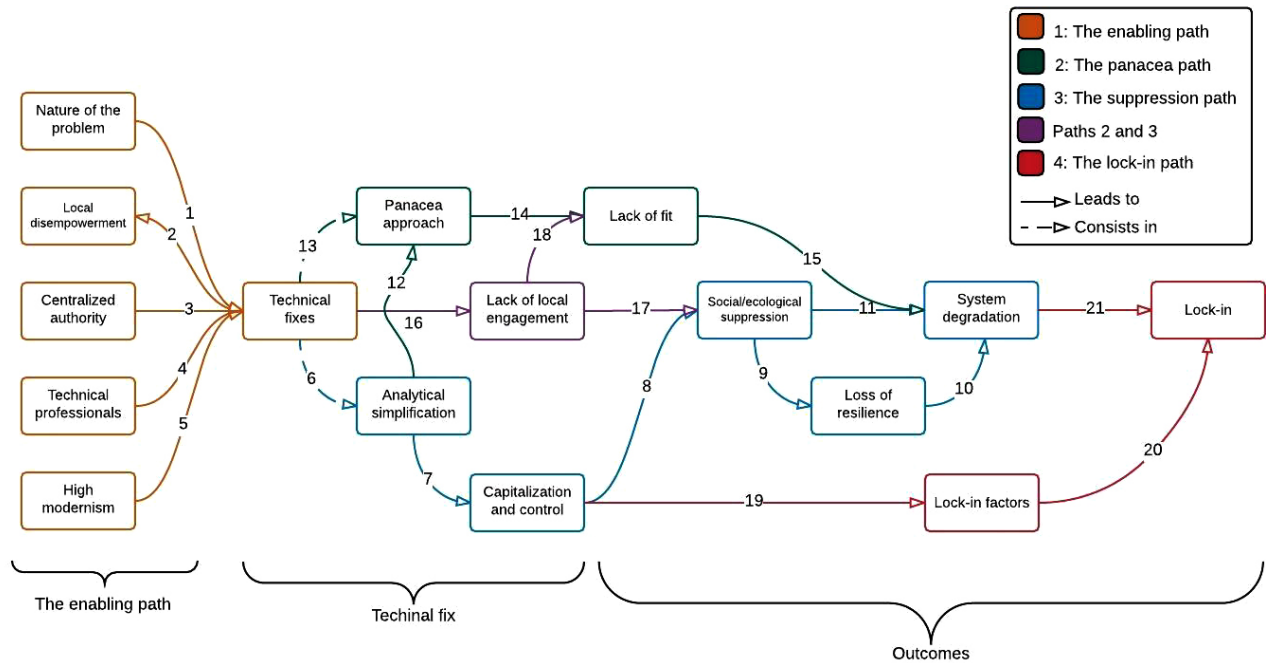 1: The enabling path
2: The panacea path
3: The suppression path
Paths 2 and 3
4: The lock-in path
Leads to
Consists in
Nature of the
problem
Local
disempowerment
Centralized
authority
Technical
professionals
High
modernism
1
2
3
4
5
Technical
fixes
13
6
16
Panacea
approach
12
Analytical
simplification
7
14
18
Lack of local
engagement
Capitalization
and control
Lack of fit
17
8
19
15
Social/ecological
suppression
11
9
Loss of
resilience
10
System
degradation
Lock-in factors
21
20
Lock-in
The enabling path
Techinal fix
Outcomes